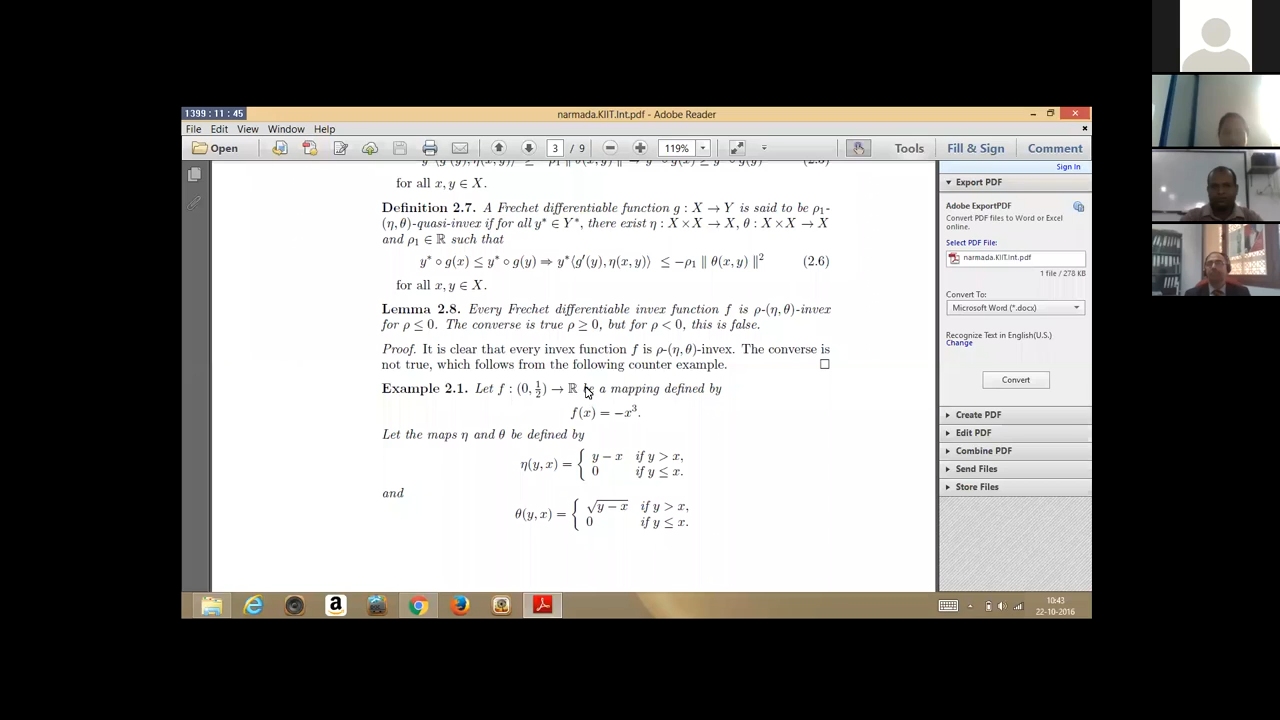 1399 : 11 : 45
narmada.KIIT.Int.pdf - Adobe Reader
File Edit View Window Help
Open 3 / 9 119% Tools Fill & Sign Comment
Sign In
for all x, y ∈ X.
Definition 2.7. A Frechet differentiable function g : X → Y is said to be ρ₁-
(η, θ)-quasi-invex if for all y* ∈ Y*, there exist η : X×X → X, θ : X×X → X
and ρ₁ ∈ ℝ such that
y* ∘ g(x) ≤ y* ∘ g(y) ⇒ y*⟨g′(y), η(x, y)⟩ ≤ −ρ₁ ‖ θ(x, y) ‖² (2.6)
for all x, y ∈ X.
Lemma 2.8. Every Frechet differentiable invex function f is ρ-(η, θ)-invex
for ρ ≤ 0. The converse is true ρ ≥ 0, but for ρ < 0, this is false.
Proof. It is clear that every invex function f is ρ-(η, θ)-invex. The converse is
not true, which follows from the following counter example. □
Example 2.1. Let f : (0, 1/2) → ℝ be a mapping defined by
f(x) = −x³.
Let the maps η and θ be defined by
η(y, x) = { y − x if y > x,
0 if y ≤ x.
and
θ(y, x) = { √(y − x) if y > x,
0 if y ≤ x.
Export PDF
Adobe ExportPDF
Convert PDF files to Word or Excel
online.
Select PDF File:
narmada.KIIT.Int.pdf
1 file / 278 KB
Convert To:
Microsoft Word (*.docx)
Recognize Text in English(U.S.)
Change
Convert
Create PDF
Edit PDF
Combine PDF
Send Files
Store Files
10:43
22-10-2016